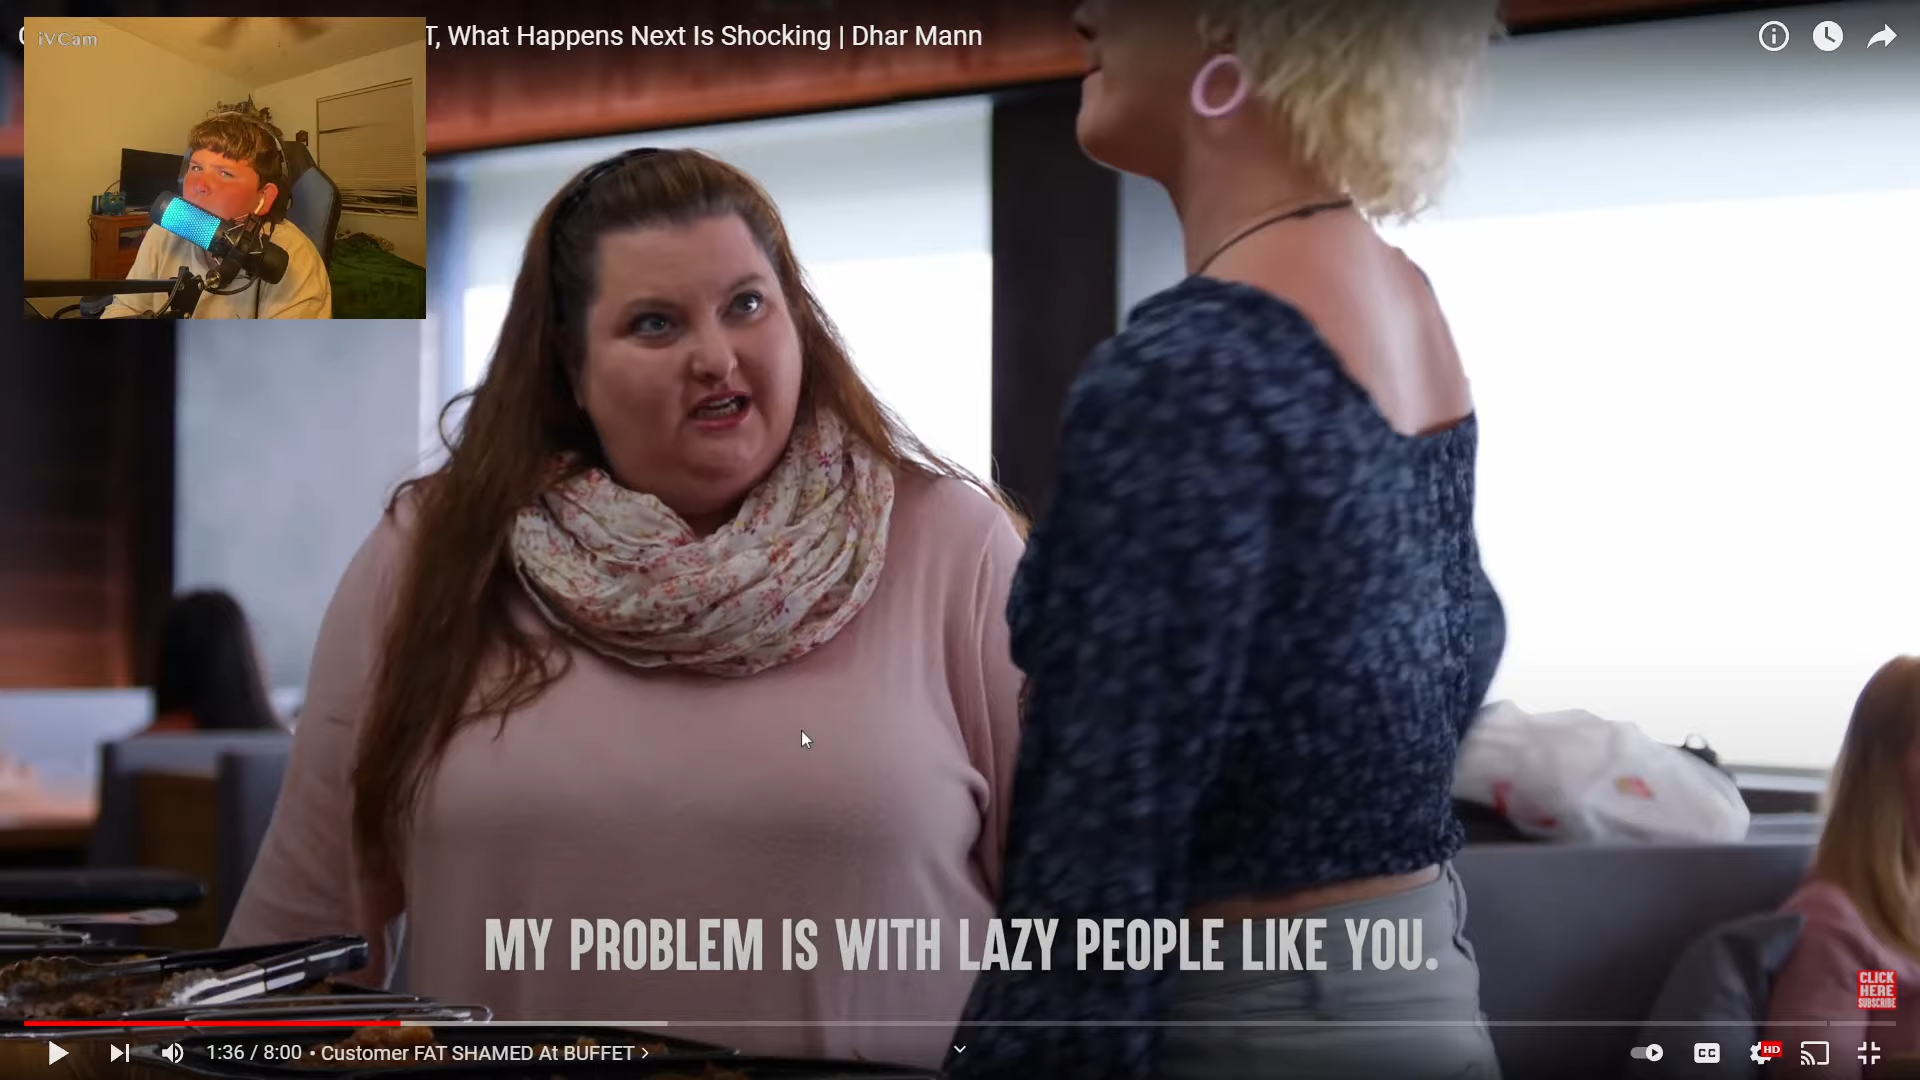 iVCam
T, What Happens Next Is Shocking | Dhar Mann
MY PROBLEM IS WITH LAZY PEOPLE LIKE YOU.
CLICK
HERE
SUBSCRIBE
1:36 / 8:00 • Customer FAT SHAMED At BUFFET >
CC
HD